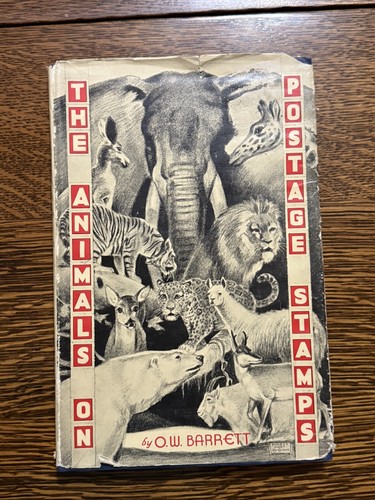 THE ANIMALS ON
POSTAGE STAMPS
by O.W. BARRETT